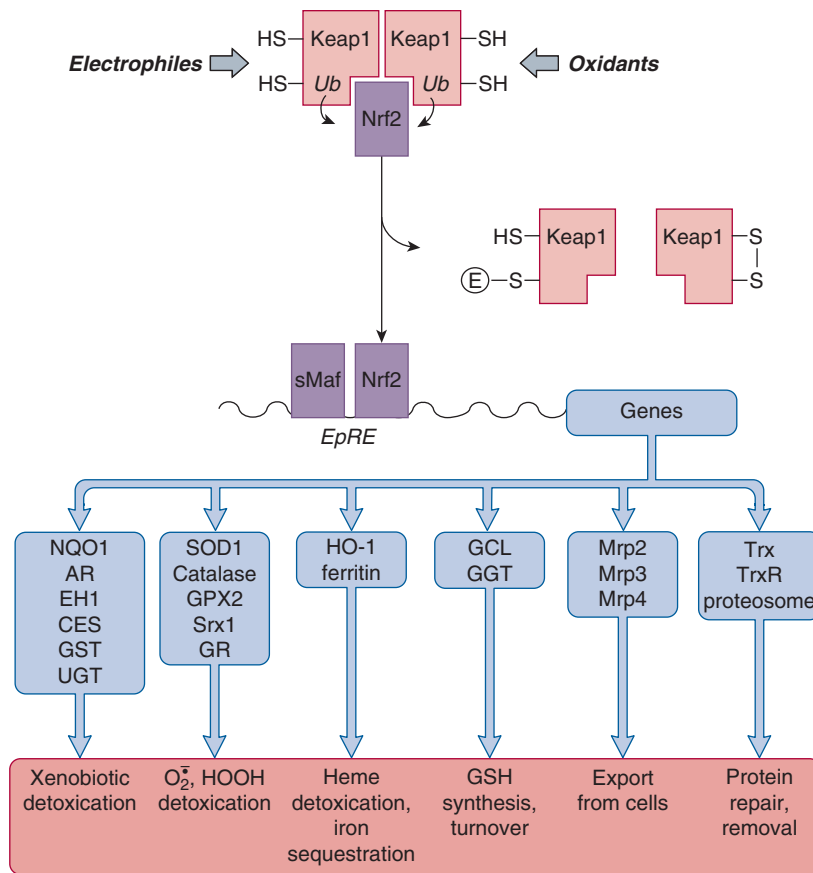 HS Keap1 Keap1 SH
Electrophiles Oxidants
HS Ub Ub SH
Nrf2
HS Keap1 Keap1 S
E S S
sMaf Nrf2
EpRE
Genes
NQO1
AR
EH1
CES
GST
UGT
SOD1
Catalase
GPX2
Srx1
GR
HO-1
ferritin
GCL
GGT
Mrp2
Mrp3
Mrp4
Trx
TrxR
proteosome
Xenobiotic
detoxication
O₂•̄, HOOH
detoxication
Heme
detoxication,
iron
sequestration
GSH
synthesis,
turnover
Export
from cells
Protein
repair,
removal